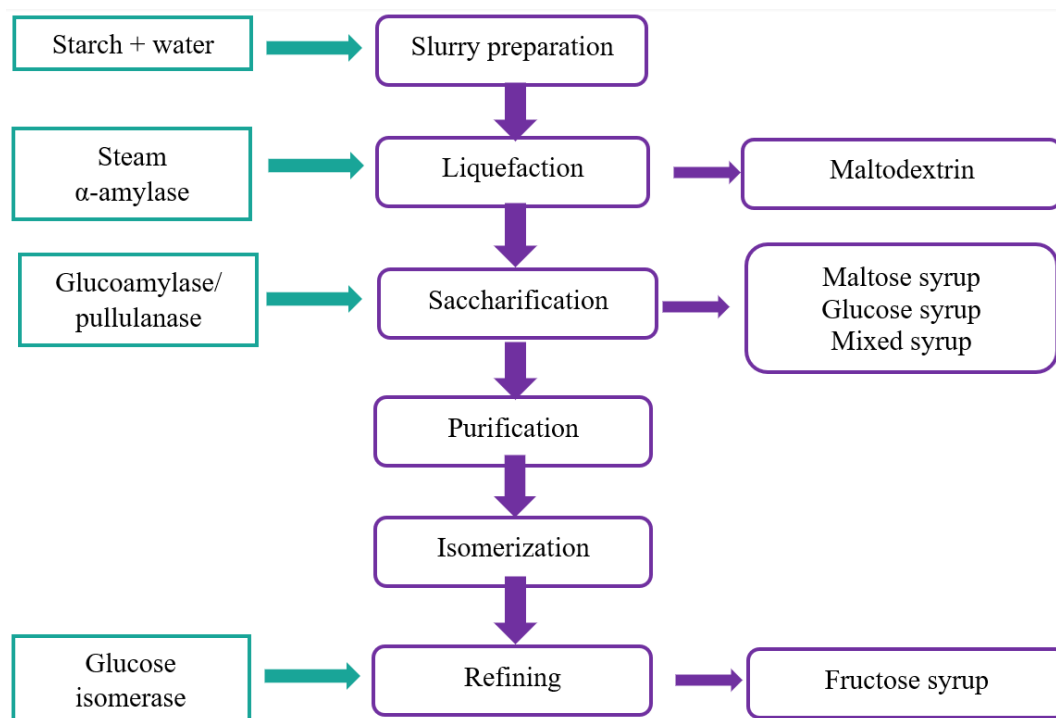 Starch + water
Slurry preparation
Steam
α-amylase
Liquefaction
Maltodextrin
Glucoamylase/
pullulanase
Saccharification
Maltose syrup
Glucose syrup
Mixed syrup
Purification
Isomerization
Glucose
isomerase
Refining
Fructose syrup